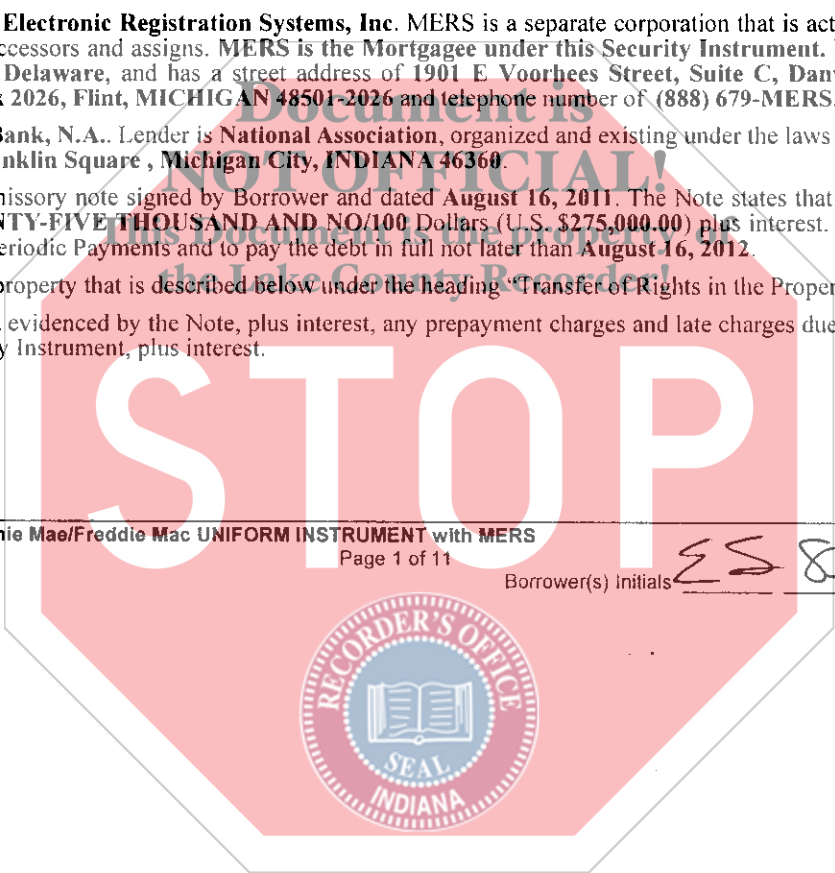 Electronic Registration Systems, Inc. MERS is a separate corporation that is act
ccessors and assigns. MERS is the Mortgagee under this Security Instrument.
Delaware, and has a street address of 1901 E Voorhees Street, Suite C, Dan
2026, Flint, MICHIGAN 48501-2026 and telephone number of (888) 679-MERS.
Document is
Bank, N.A.. Lender is National Association, organized and existing under the laws
nklin Square , Michigan City, INDIANA 46360.
NOT OFFICIAL!
nissory note signed by Borrower and dated August 16, 2011. The Note states that
NTY-FIVE THOUSAND AND NO/100 Dollars (U.S. $275,000.00) plus interest.
This Document is the property of
eriodic Payments and to pay the debt in full not later than August 16, 2012.
the Lake County Recorder!
property that is described below under the heading "Transfer of Rights in the Proper
evidenced by the Note, plus interest, any prepayment charges and late charges due
y Instrument, plus interest.
STOP
nie Mae/Freddie Mac UNIFORM INSTRUMENT with MERS
Page 1 of 11
Borrower(s) Initials ES
RECORDER'S OFFICE
SEAL
INDIANA